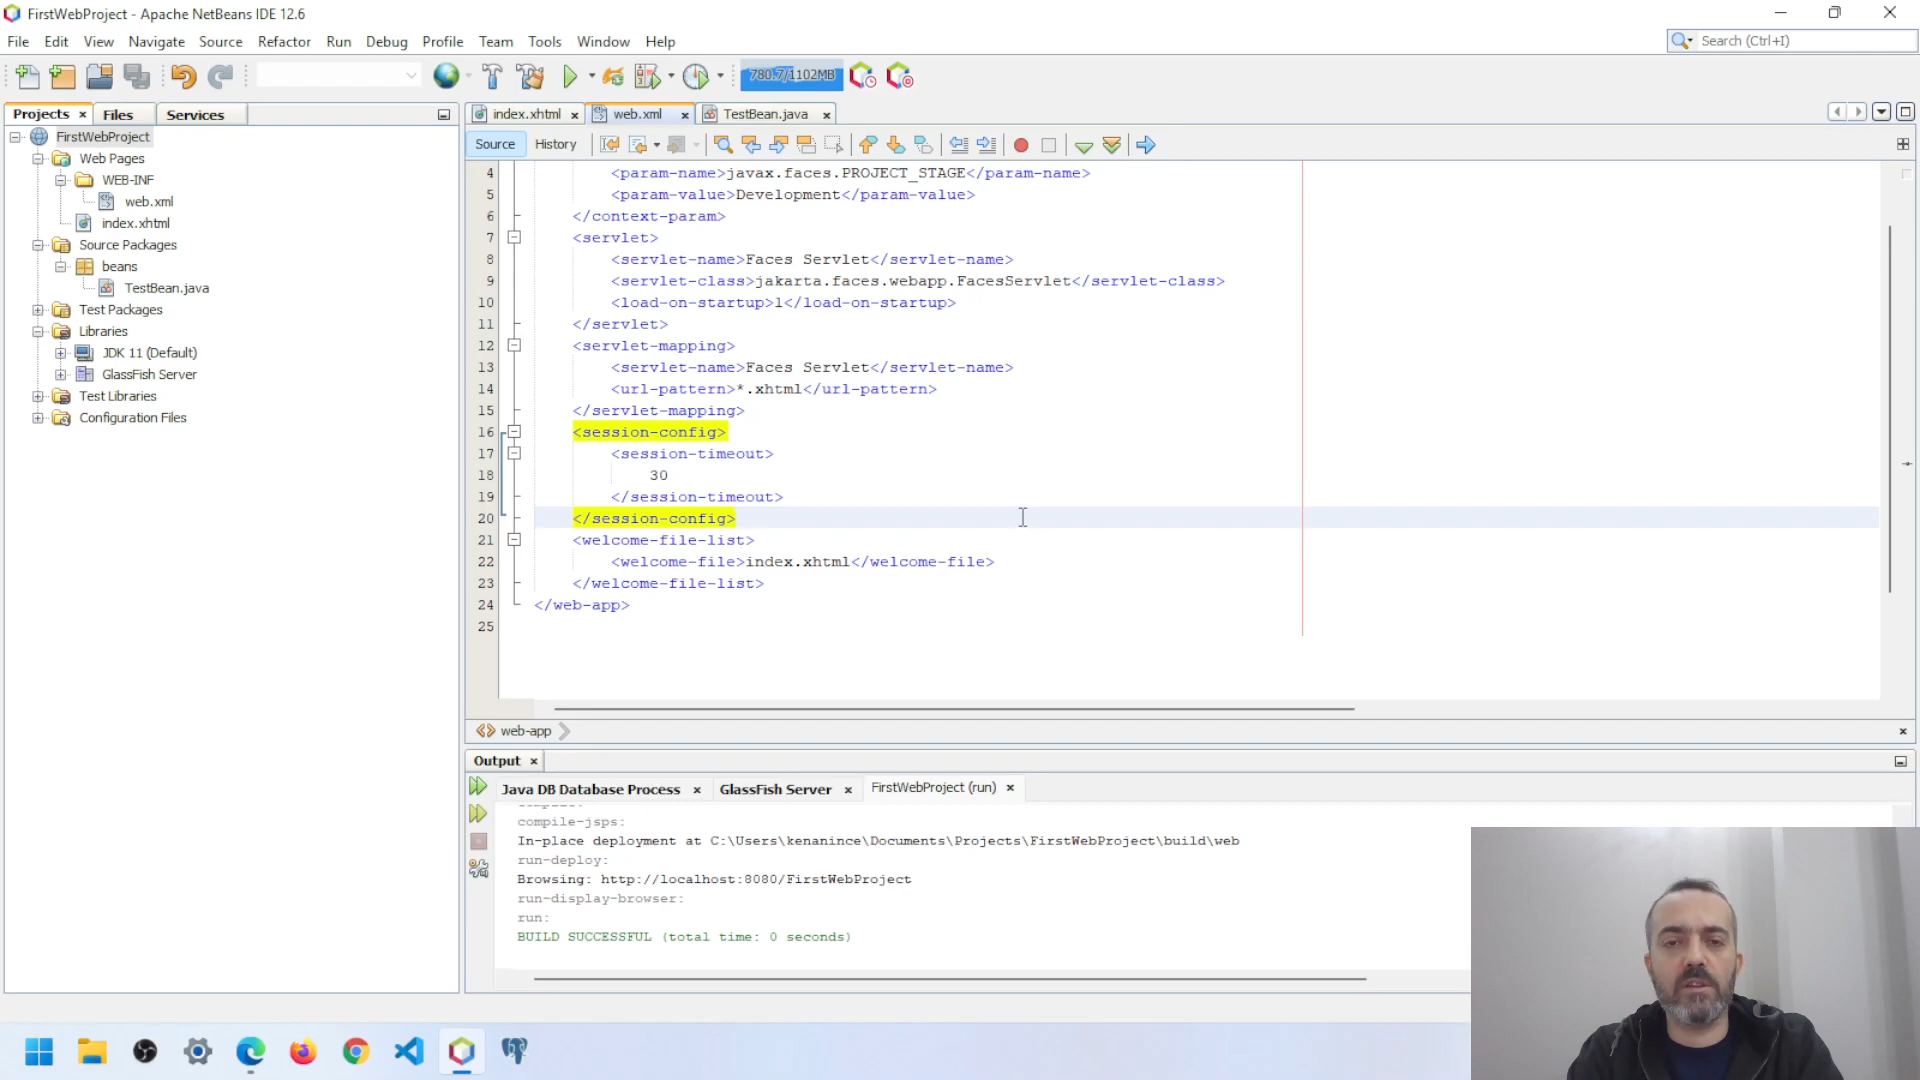 FirstWebProject - Apache NetBeans IDE 12.6
File Edit View Navigate Source Refactor Run Debug Profile Team Tools Window Help
Search (Ctrl+I)
780.7/1102MB
Projects Files Services
FirstWebProject
Web Pages
WEB-INF
web.xml
index.xhtml
Source Packages
beans
TestBean.java
Test Packages
Libraries
JDK 11 (Default)
GlassFish Server
Test Libraries
Configuration Files
index.xhtml web.xml TestBean.java
Source History
4 <param-name>javax.faces.PROJECT_STAGE</param-name>
5 <param-value>Development</param-value>
6 </context-param>
7 <servlet>
8 <servlet-name>Faces Servlet</servlet-name>
9 <servlet-class>jakarta.faces.webapp.FacesServlet</servlet-class>
10 <load-on-startup>1</load-on-startup>
11 </servlet>
12 <servlet-mapping>
13 <servlet-name>Faces Servlet</servlet-name>
14 <url-pattern>*.xhtml</url-pattern>
15 </servlet-mapping>
16 <session-config>
17 <session-timeout>
18 30
19 </session-timeout>
20 </session-config>
21 <welcome-file-list>
22 <welcome-file>index.xhtml</welcome-file>
23 </welcome-file-list>
24 </web-app>
25
web-app
Output
Java DB Database Process GlassFish Server FirstWebProject (run)
compile-jsps:
In-place deployment at C:\Users\kenanince\Documents\Projects\FirstWebProject\build\web
run-deploy:
Browsing: http://localhost:8080/FirstWebProject
run-display-browser:
run:
BUILD SUCCESSFUL (total time: 0 seconds)